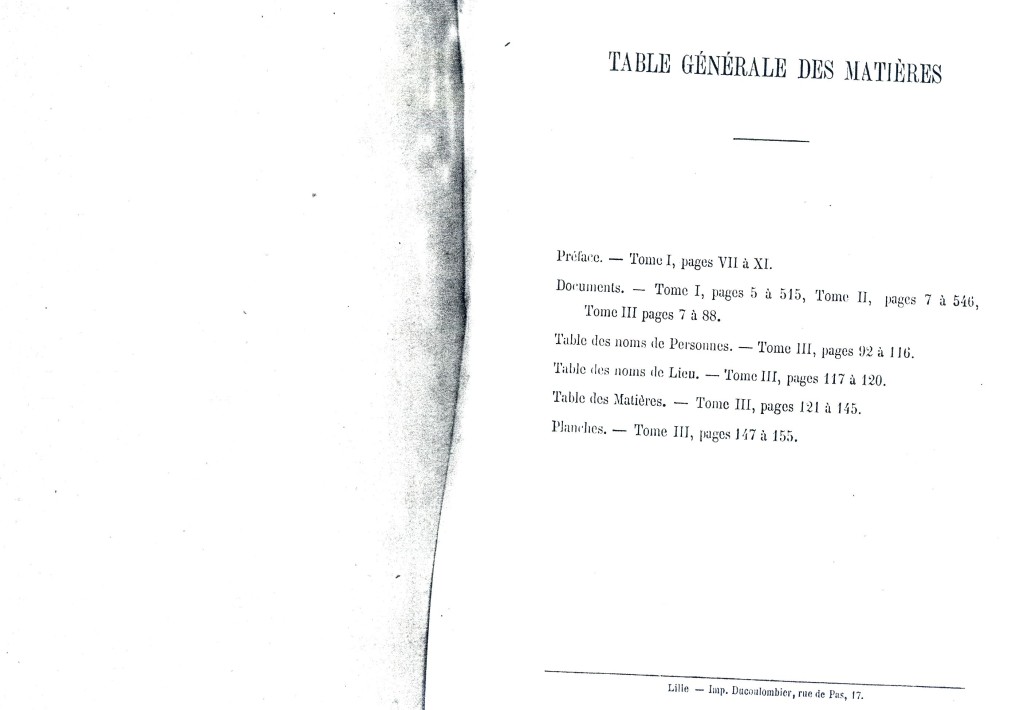 TABLE GÉNÉRALE DES MATIÈRES
Préface. — Tome I, pages VII à XI.
Documents. — Tome I, pages 5 à 515, Tome II, pages 7 à 546,
Tome III pages 7 à 88.
Table des noms de Personnes. — Tome III, pages 92 à 116.
Table des noms de Lieu. — Tome III, pages 117 à 120.
Table des Matières. — Tome III, pages 121 à 145.
Planches. — Tome III, pages 147 à 155.
Lille — Imp. Ducoulombier, rue de Pas, 17.